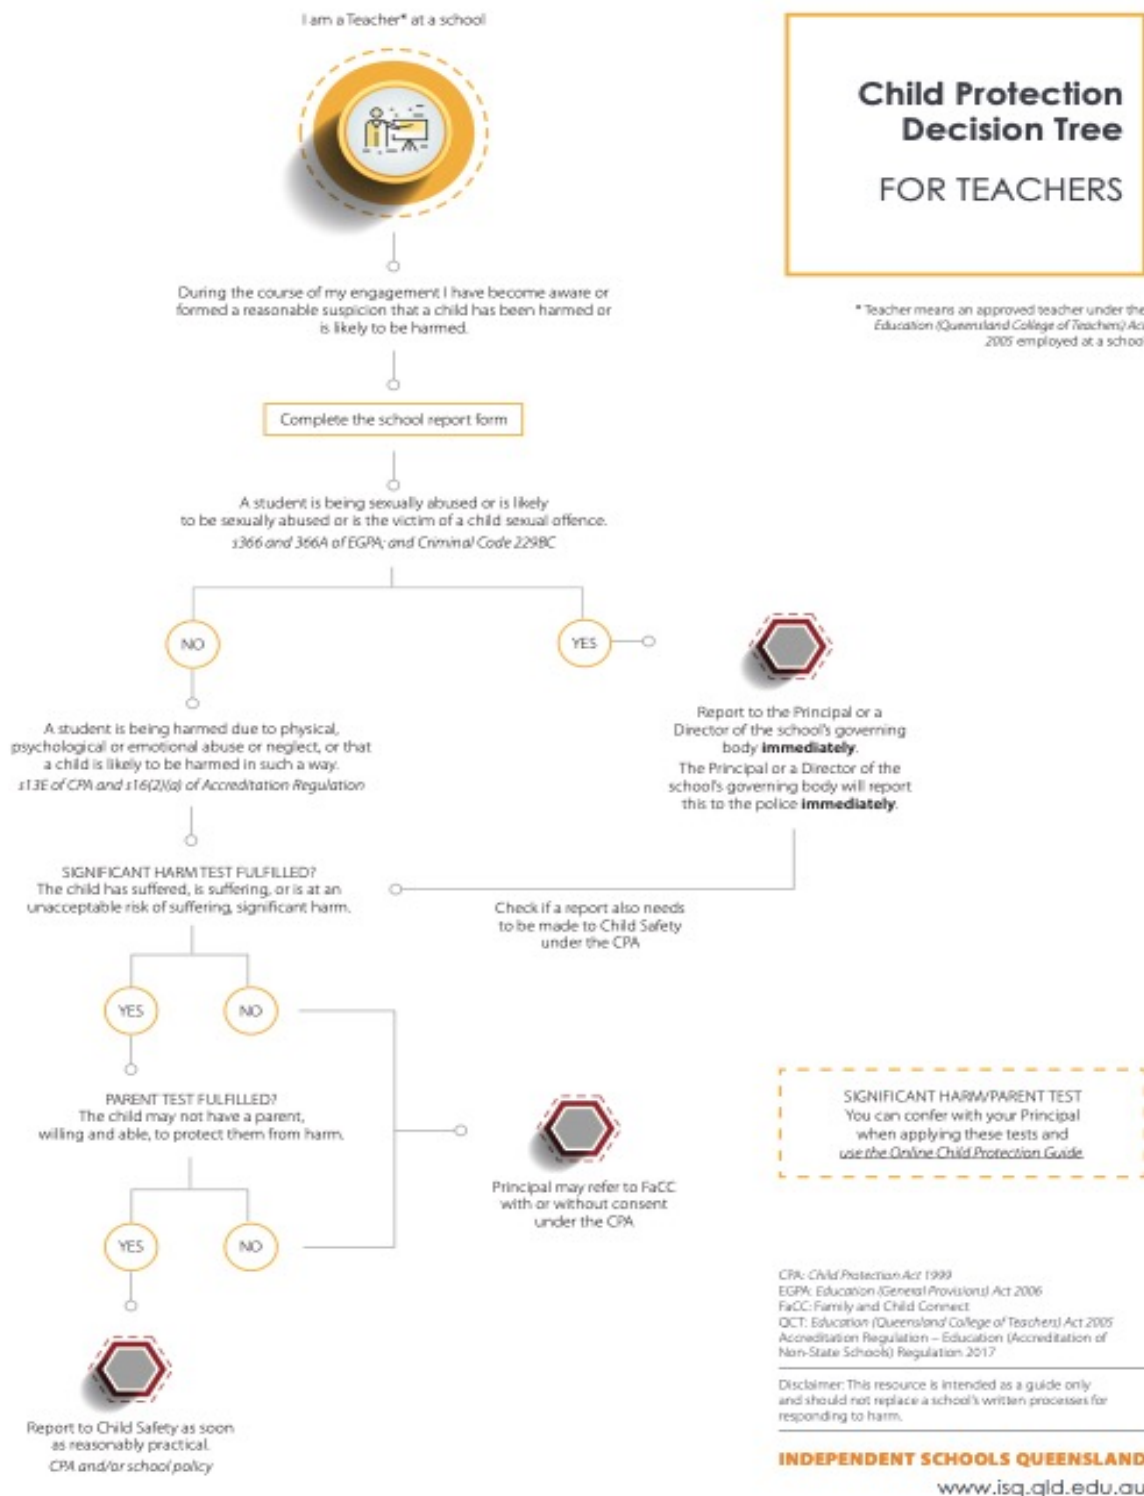 I am a Teacher* at a school
Child Protection
Decision Tree
FOR TEACHERS
* Teacher means an approved teacher under the
Education (Queensland College of Teachers) Act
2005 employed at a school
During the course of my engagement I have become aware or
formed a reasonable suspicion that a child has been harmed or
is likely to be harmed.
Complete the school report form
A student is being sexually abused or is likely
to be sexually abused or is the victim of a child sexual offence.
s366 and 366A of EGPA; and Criminal Code 229BC
NO
YES
Report to the Principal or a
Director of the school's governing
body immediately.
The Principal or a Director of the
school's governing body will report
this to the police immediately.
A student is being harmed due to physical,
psychological or emotional abuse or neglect, or that
a child is likely to be harmed in such a way.
s13E of CPA and s16(2)(a) of Accreditation Regulation
SIGNIFICANT HARM TEST FULFILLED?
The child has suffered, is suffering, or is at an
unacceptable risk of suffering, significant harm.
Check if a report also needs
to be made to Child Safety
under the CPA
YES
NO
PARENT TEST FULFILLED?
The child may not have a parent,
willing and able, to protect them from harm.
Principal may refer to FaCC
with or without consent
under the CPA
SIGNIFICANT HARM/PARENT TEST
You can confer with your Principal
when applying these tests and
use the Online Child Protection Guide
YES
NO
Report to Child Safety as soon
as reasonably practical.
CPA and/or school policy
CPA: Child Protection Act 1999
EGPA: Education (General Provisions) Act 2006
FaCC: Family and Child Connect
QCT: Education (Queensland College of Teachers) Act 2005
Accreditation Regulation – Education (Accreditation of
Non-State Schools) Regulation 2017
Disclaimer: This resource is intended as a guide only
and should not replace a school's written processes for
responding to harm.
INDEPENDENT SCHOOLS QUEENSLAND
www.isq.qld.edu.au